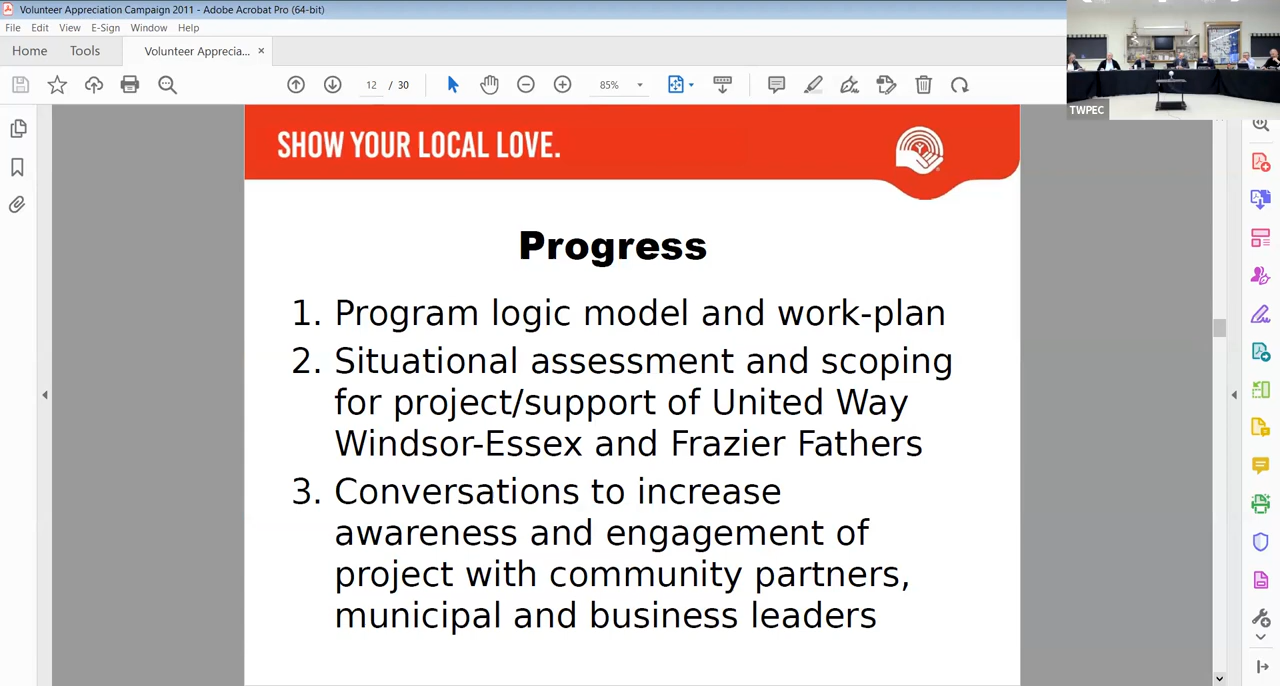 Volunteer Appreciation Campaign 2011 - Adobe Acrobat Pro (64-bit)
File Edit View E-Sign Window Help
Home Tools Volunteer Apprecia... ×
12 / 30 85%
TWPEC
SHOW YOUR LOCAL LOVE.
Progress
1. Program logic model and work-plan
2. Situational assessment and scoping
for project/support of United Way
Windsor-Essex and Frazier Fathers
3. Conversations to increase
awareness and engagement of
project with community partners,
municipal and business leaders